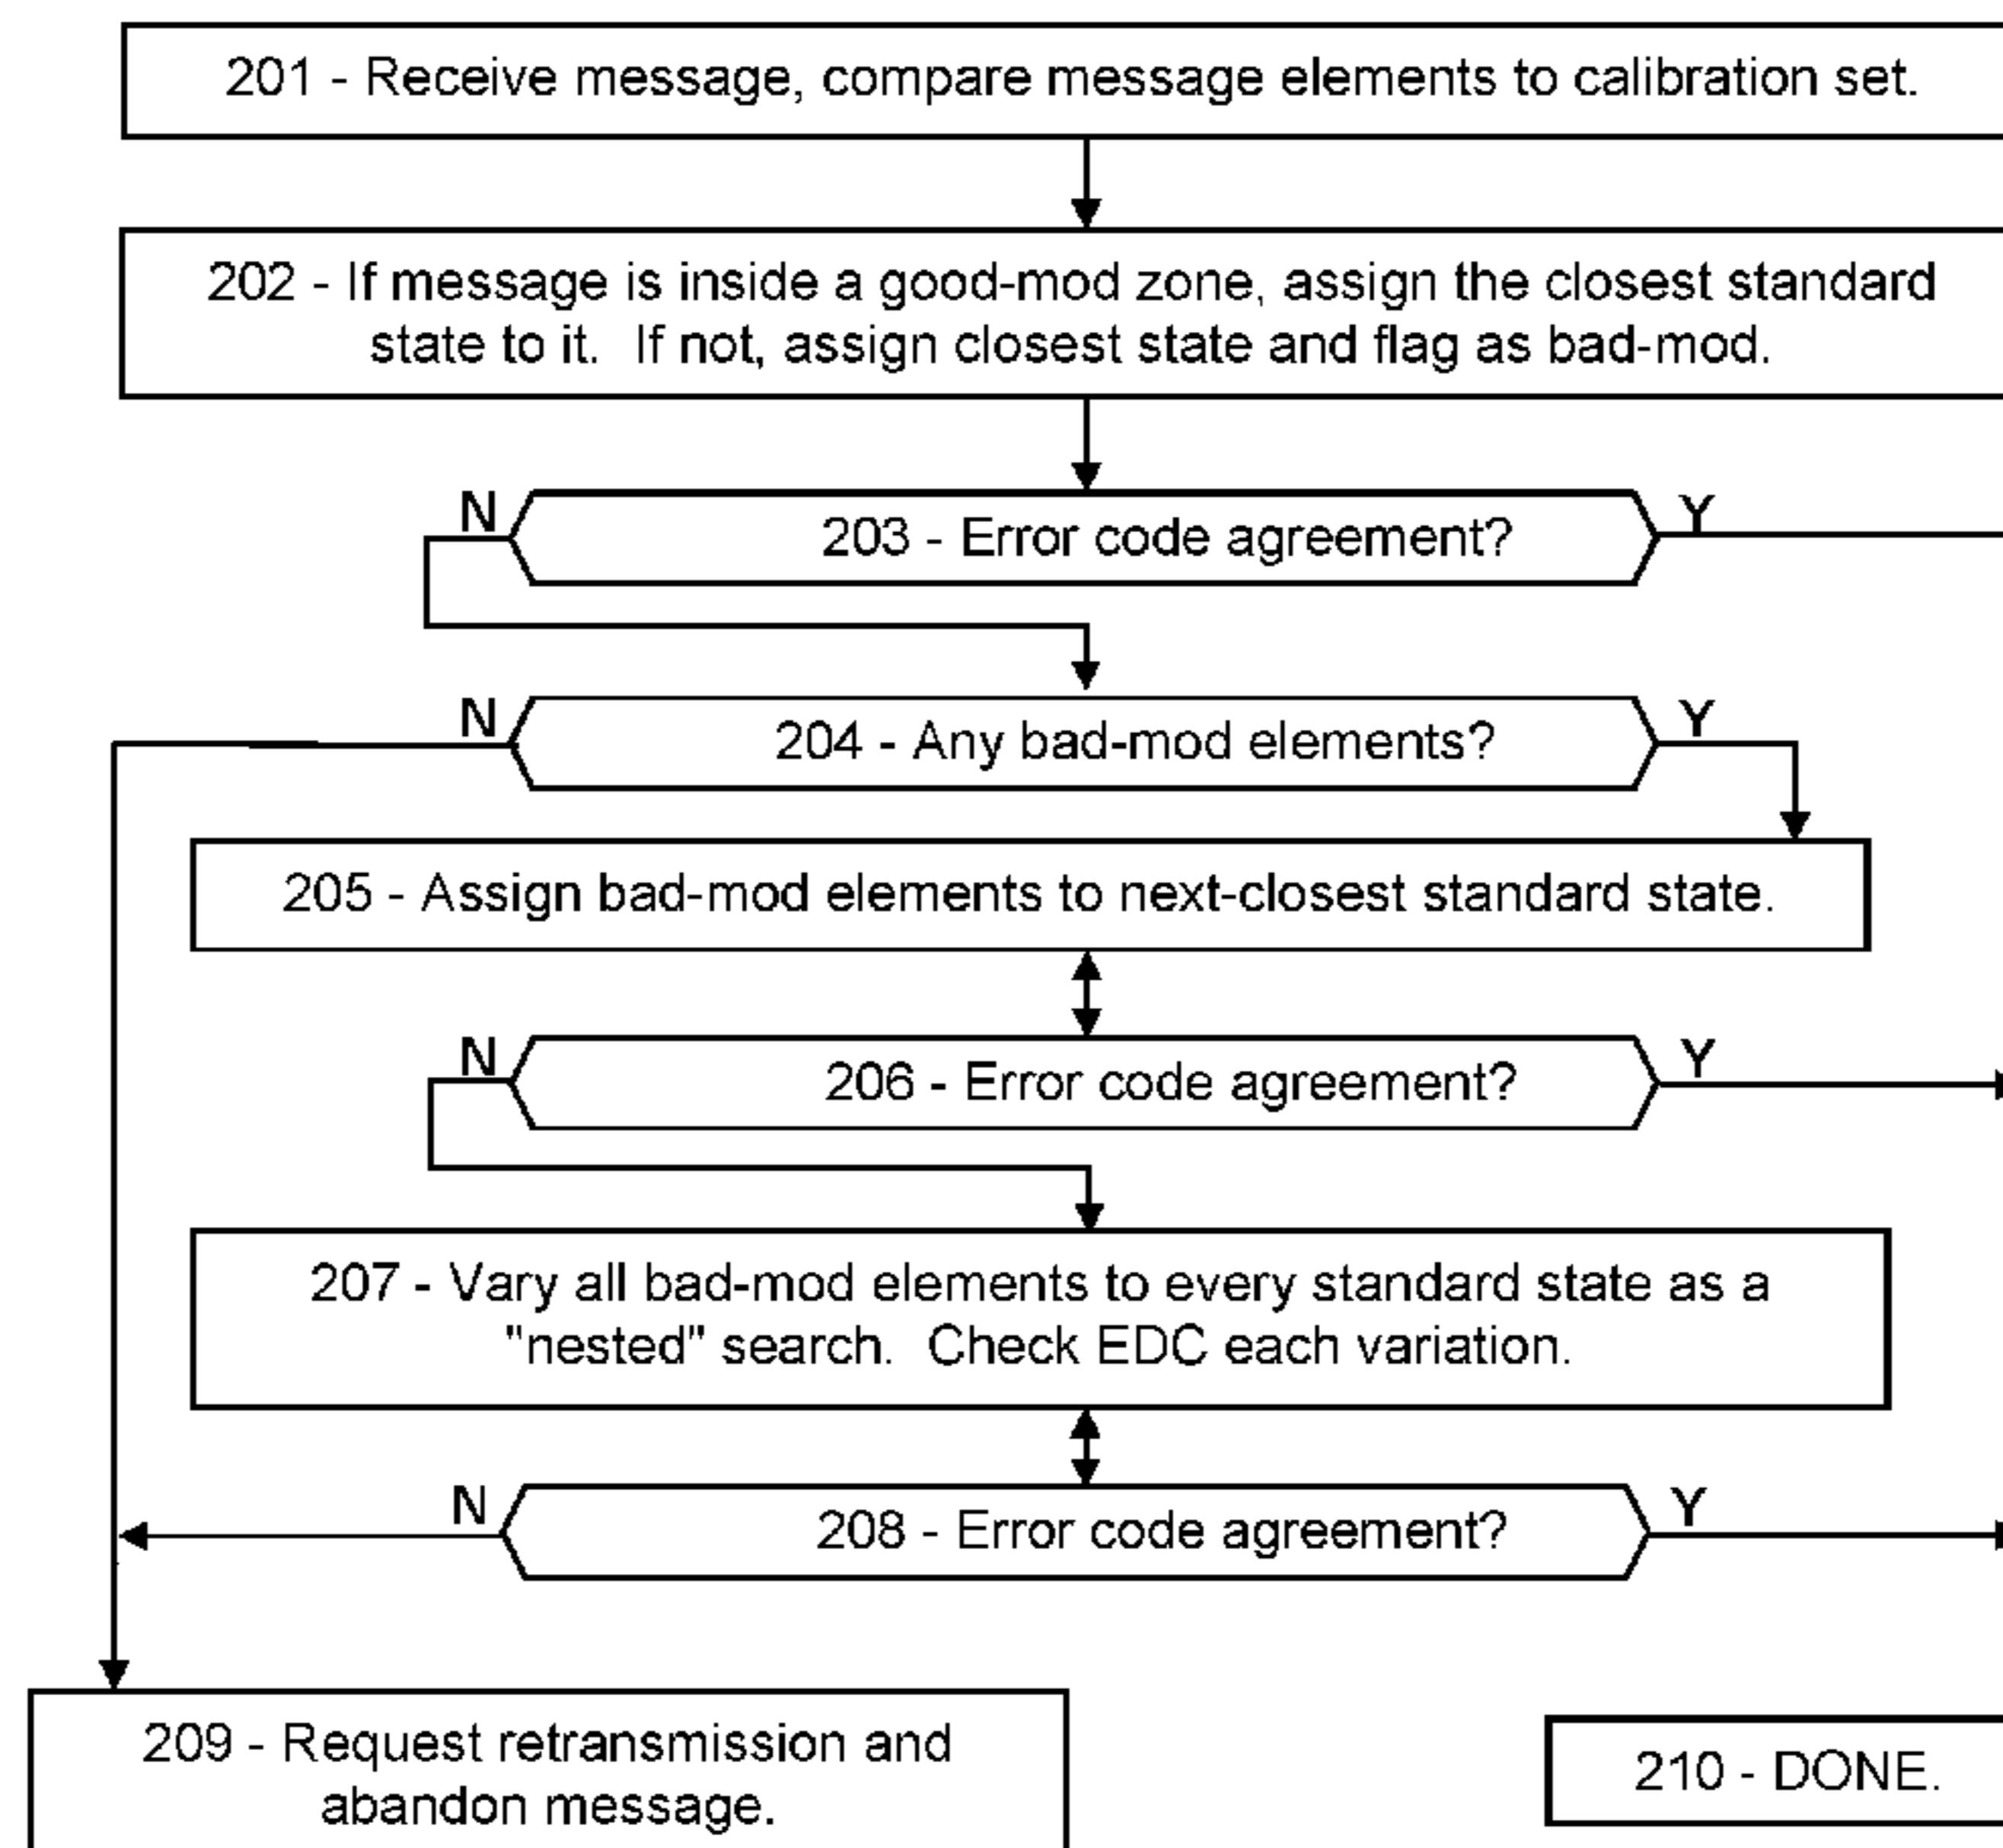 201 - Receive message, compare message elements to calibration set.
202 - If message is inside a good-mod zone, assign the closest standard
state to it.  If not, assign closest state and flag as bad-mod.
N
Y
203 - Error code agreement?
N
Y
204 - Any bad-mod elements?
205 - Assign bad-mod elements to next-closest standard state.
N
Y
206 - Error code agreement?
207 - Vary all bad-mod elements to every standard state as a
"nested" search.  Check EDC each variation.
N
Y
208 - Error code agreement?
209 - Request retransmission and
abandon message.
210 - DONE.